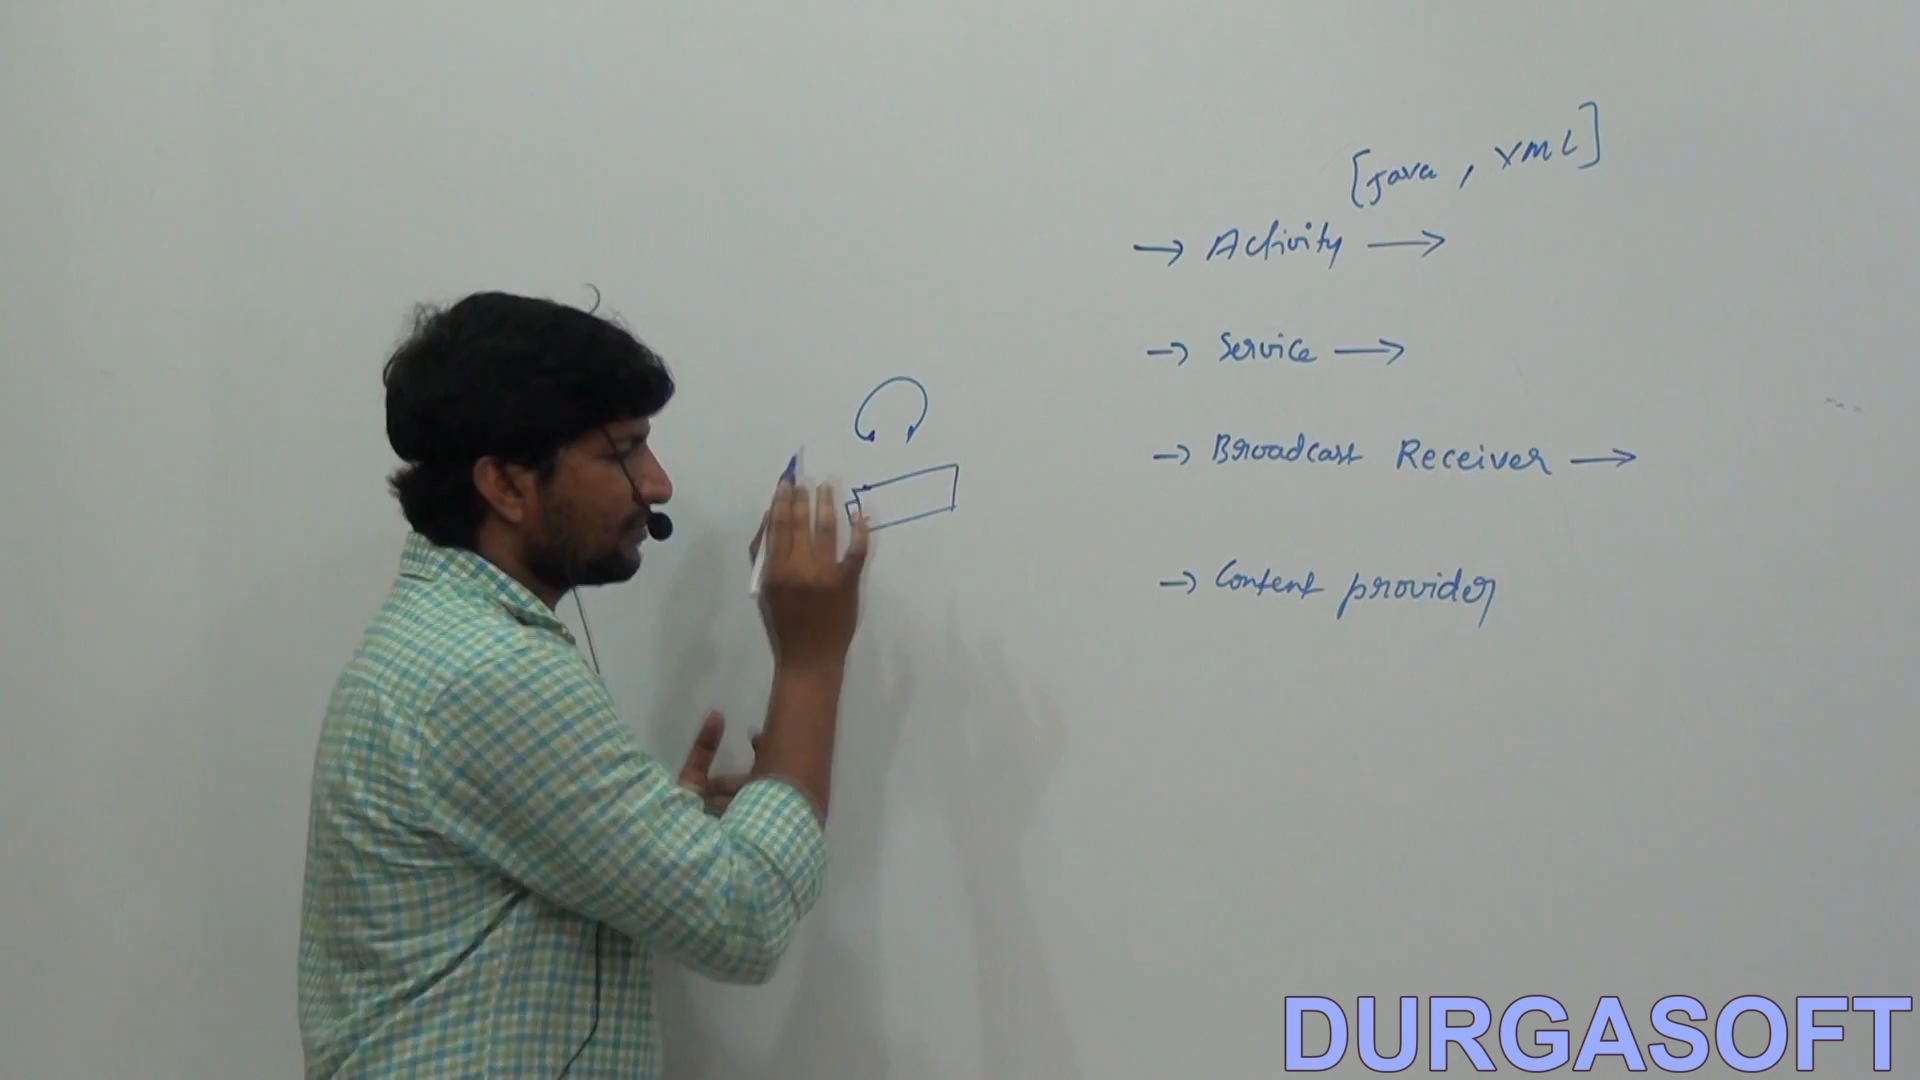 [java, XML]
→ Activity →
→ Service →
→ Broadcast Receiver →
→ Content provider
DURGASOFT